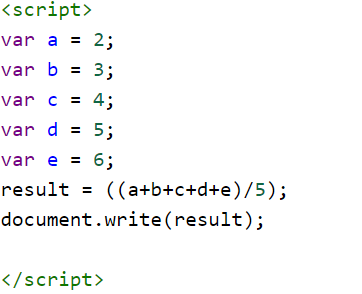 <script>
var a = 2;
var b = 3;
var c = 4;
var d = 5;
var e = 6;
result = ((a+b+c+d+e)/5);
document.write(result);
</script>